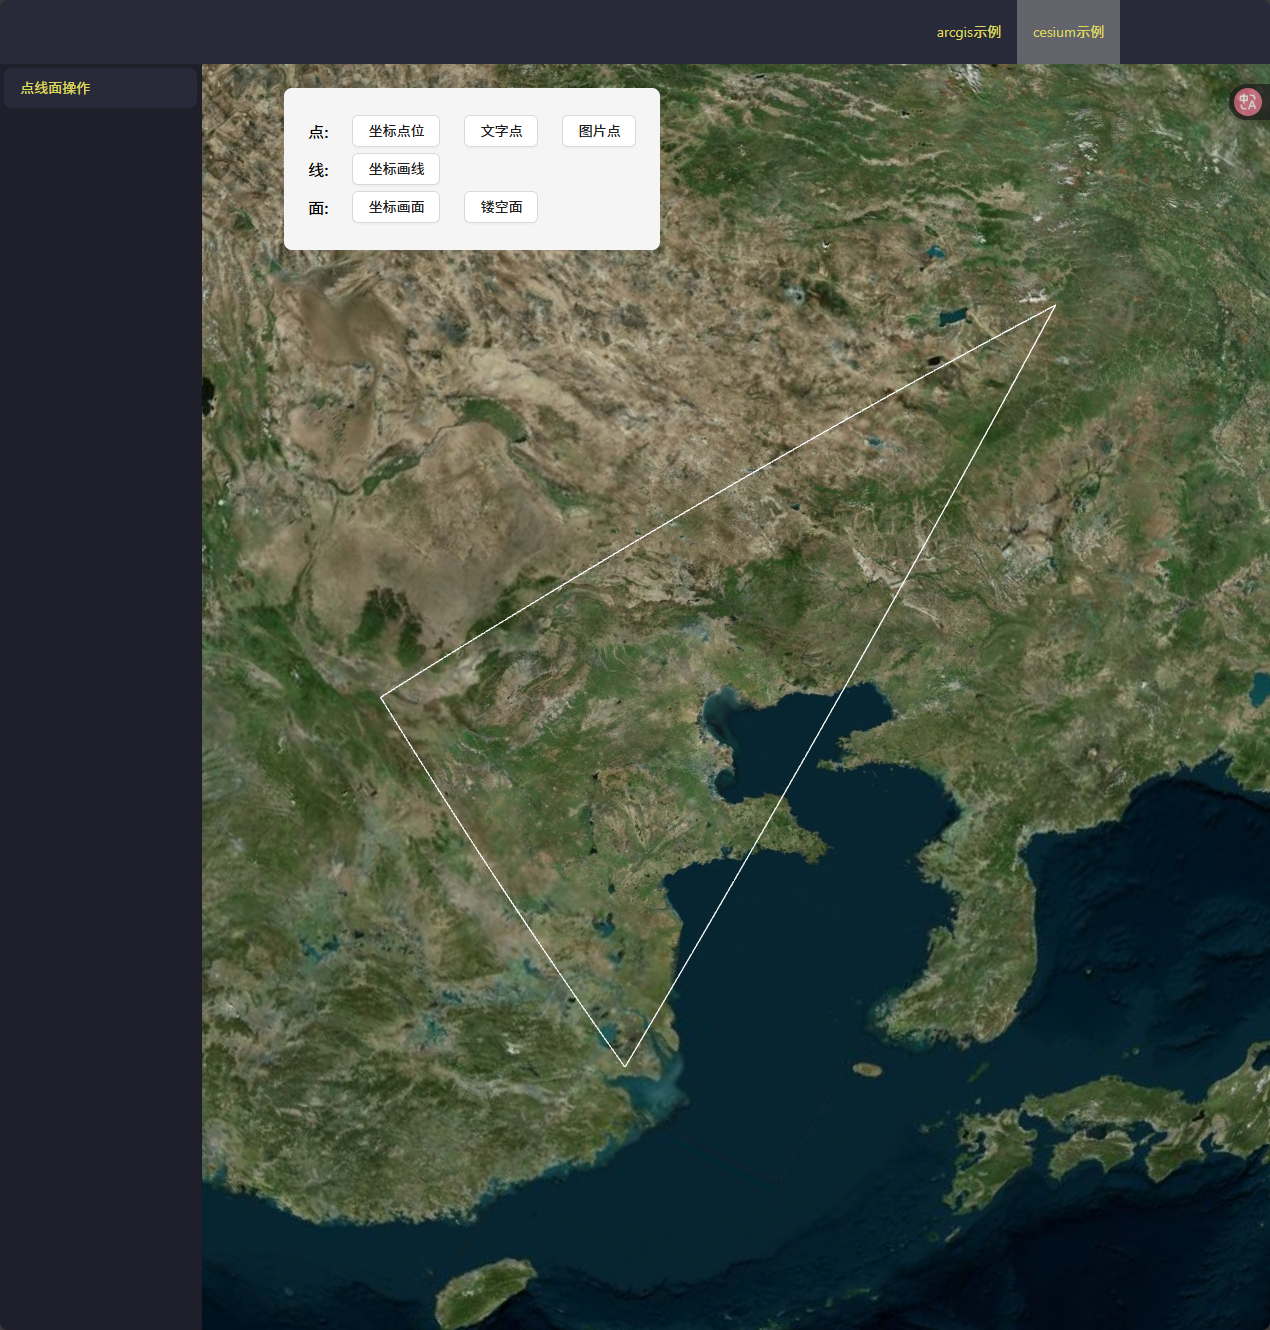 arcgis示例 cesium示例
点线面操作
点: 坐标点位 文字点 图片点
线: 坐标画线
面: 坐标画面 镂空面
中 A